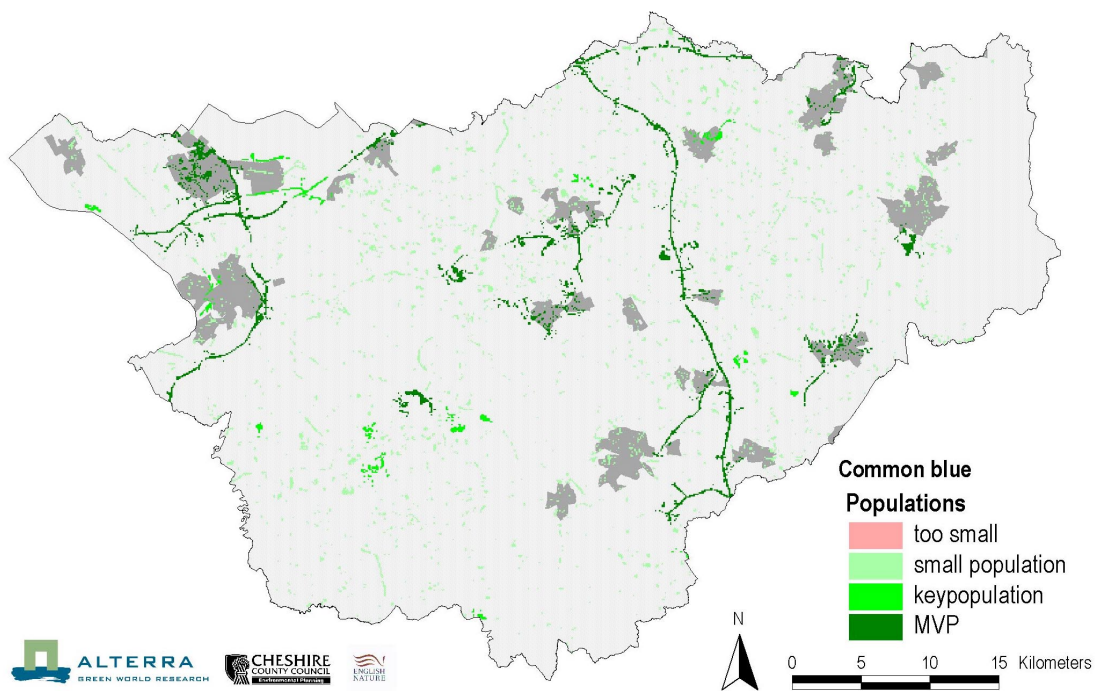 Common blue
Populations
too small
small population
keypopulation
MVP
N
0 5 10 15 Kilometers
ALTERRA
GREEN WORLD RESEARCH
CHESHIRE
COUNTY COUNCIL
Environmental Planning
ENGLISH
NATURE